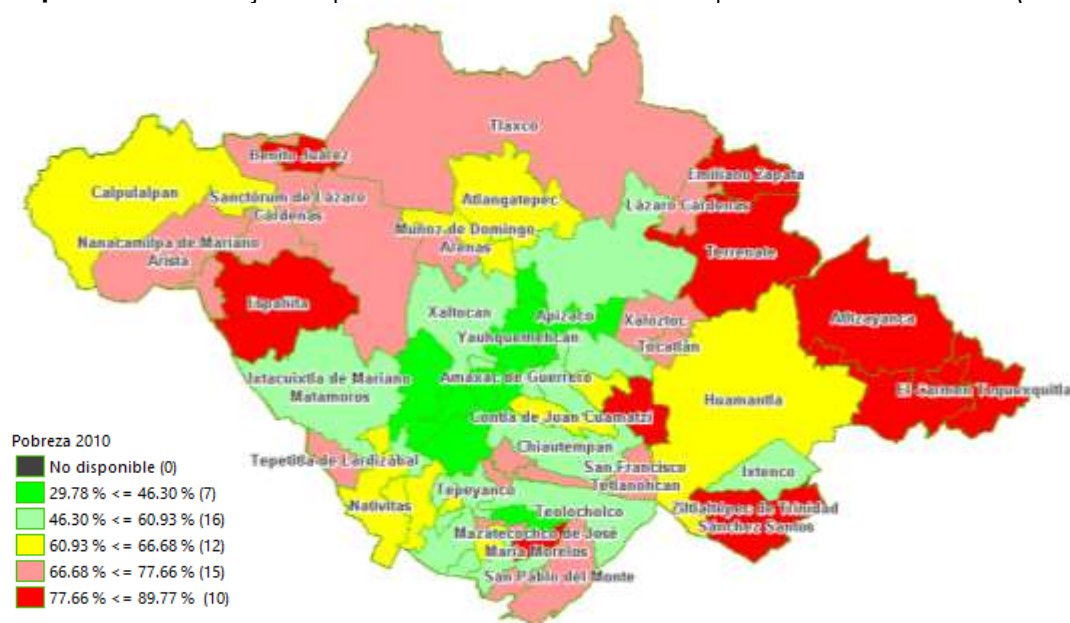 Tlaxco
Benito Juárez
Emiliano Zapata
Calpulalpan
Sanctórum de Lázaro
Cárdenas
Atlangatepec
Lázaro Cárdenas
Muñoz de Domingo
Arenas
Nanacamilpa de Mariano
Arista
Terrenate
Españita
Altzayanca
Xaltocan
Apizaco
Xaloztoc
Yauhquemehcan
Tocatlán
Ixtacuixtla de Mariano
Matamoros
Amaxac de Guerrero
El Carmen Tequexquitla
Huamantla
Contla de Juan Cuamatzi
Chiautempan
Tepetitla de Lardizábal
San Francisco
Tetlanohcan
Ixtenco
Tepeyanco
Nativitas
Teolocholco
Ziltlaltépec de Trinidad
Sánchez Santos
Mazatecochco de José
María Morelos
San Pablo del Monte
Pobreza 2010
No disponible (0)
29.78 % <= 46.30 % (7)
46.30 % <= 60.93 % (16)
60.93 % <= 66.68 % (12)
66.68 % <= 77.66 % (15)
77.66 % <= 89.77 % (10)